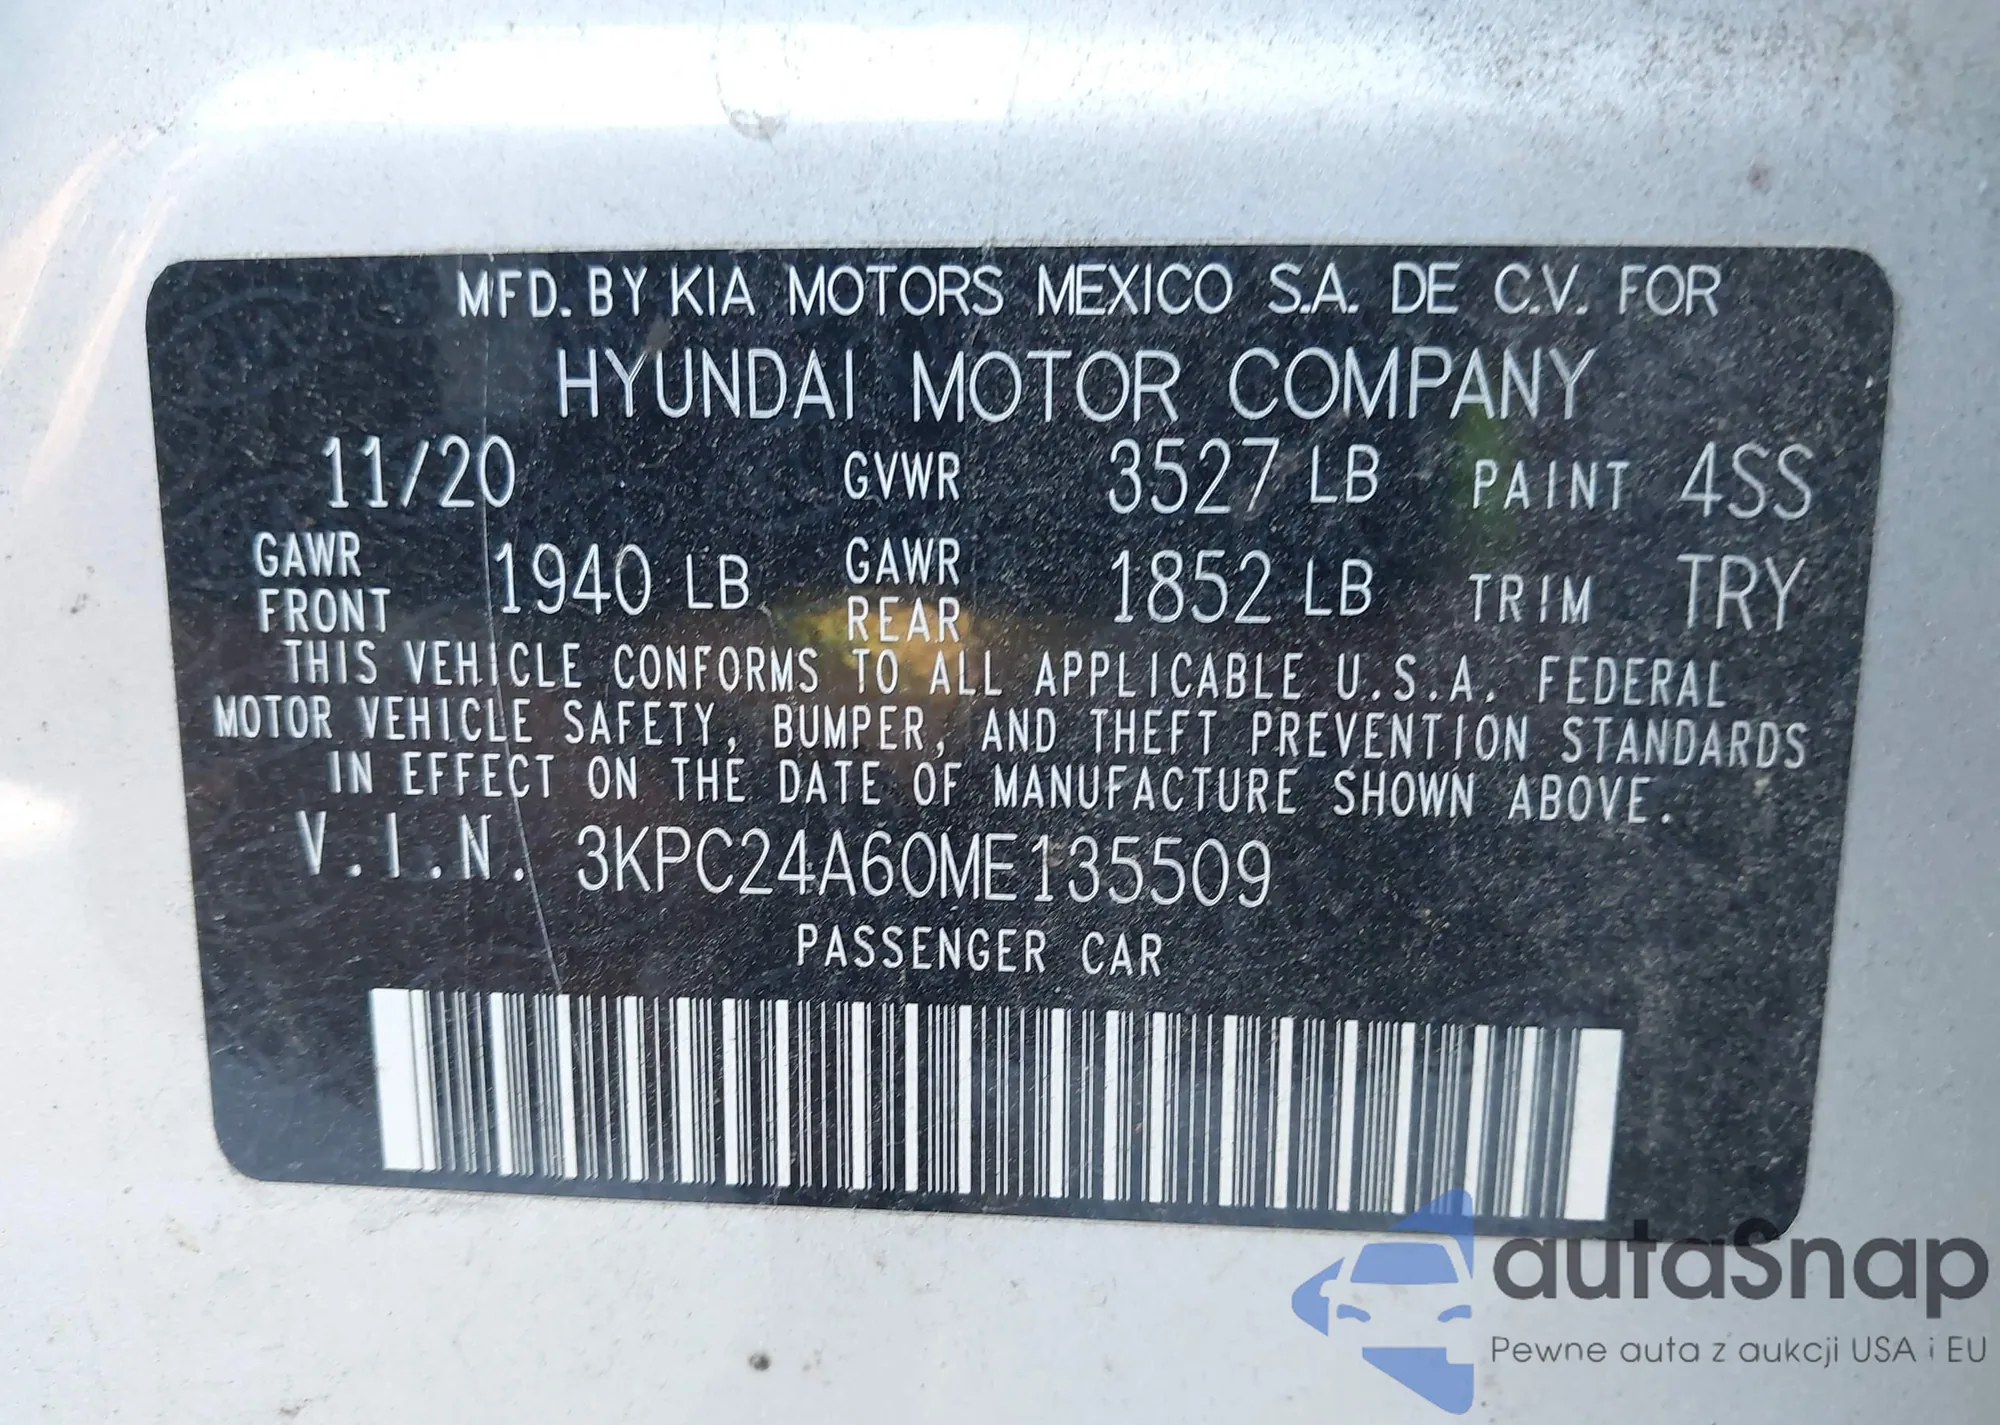 MFD. BY KIA MOTORS MEXICO S.A. DE C.V. FOR
HYUNDAI MOTOR COMPANY
11/20 GVWR 3527 LB PAINT 4SS
GAWR FRONT 1940 LB GAWR REAR 1852 LB TRIM TRY
THIS VEHICLE CONFORMS TO ALL APPLICABLE U.S.A. FEDERAL
MOTOR VEHICLE SAFETY, BUMPER, AND THEFT PREVENTION STANDARDS
IN EFFECT ON THE DATE OF MANUFACTURE SHOWN ABOVE.
V.I.N. 3KPC24A60ME135509
PASSENGER CAR
autaSnap
Pewne auta z aukcji USA i EU